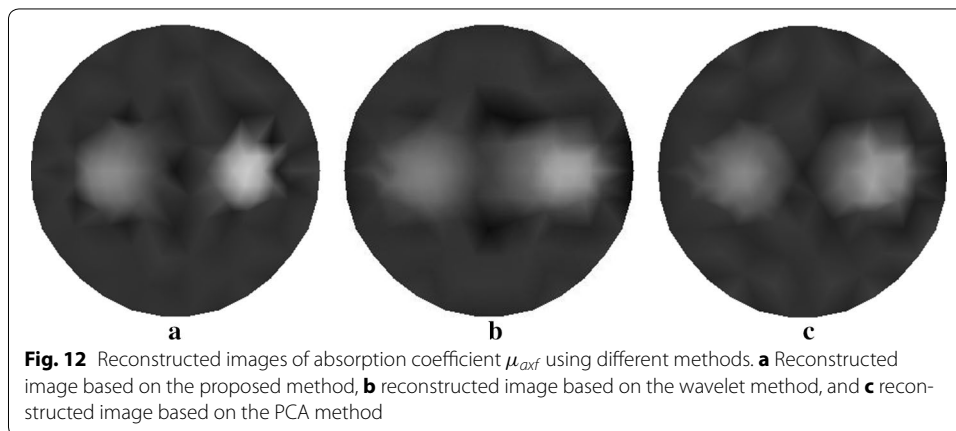 a b c
Fig. 12 Reconstructed images of absorption coefficient μaxf using different methods. a Reconstructed
image based on the proposed method, b reconstructed image based on the wavelet method, and c recon-
structed image based on the PCA method